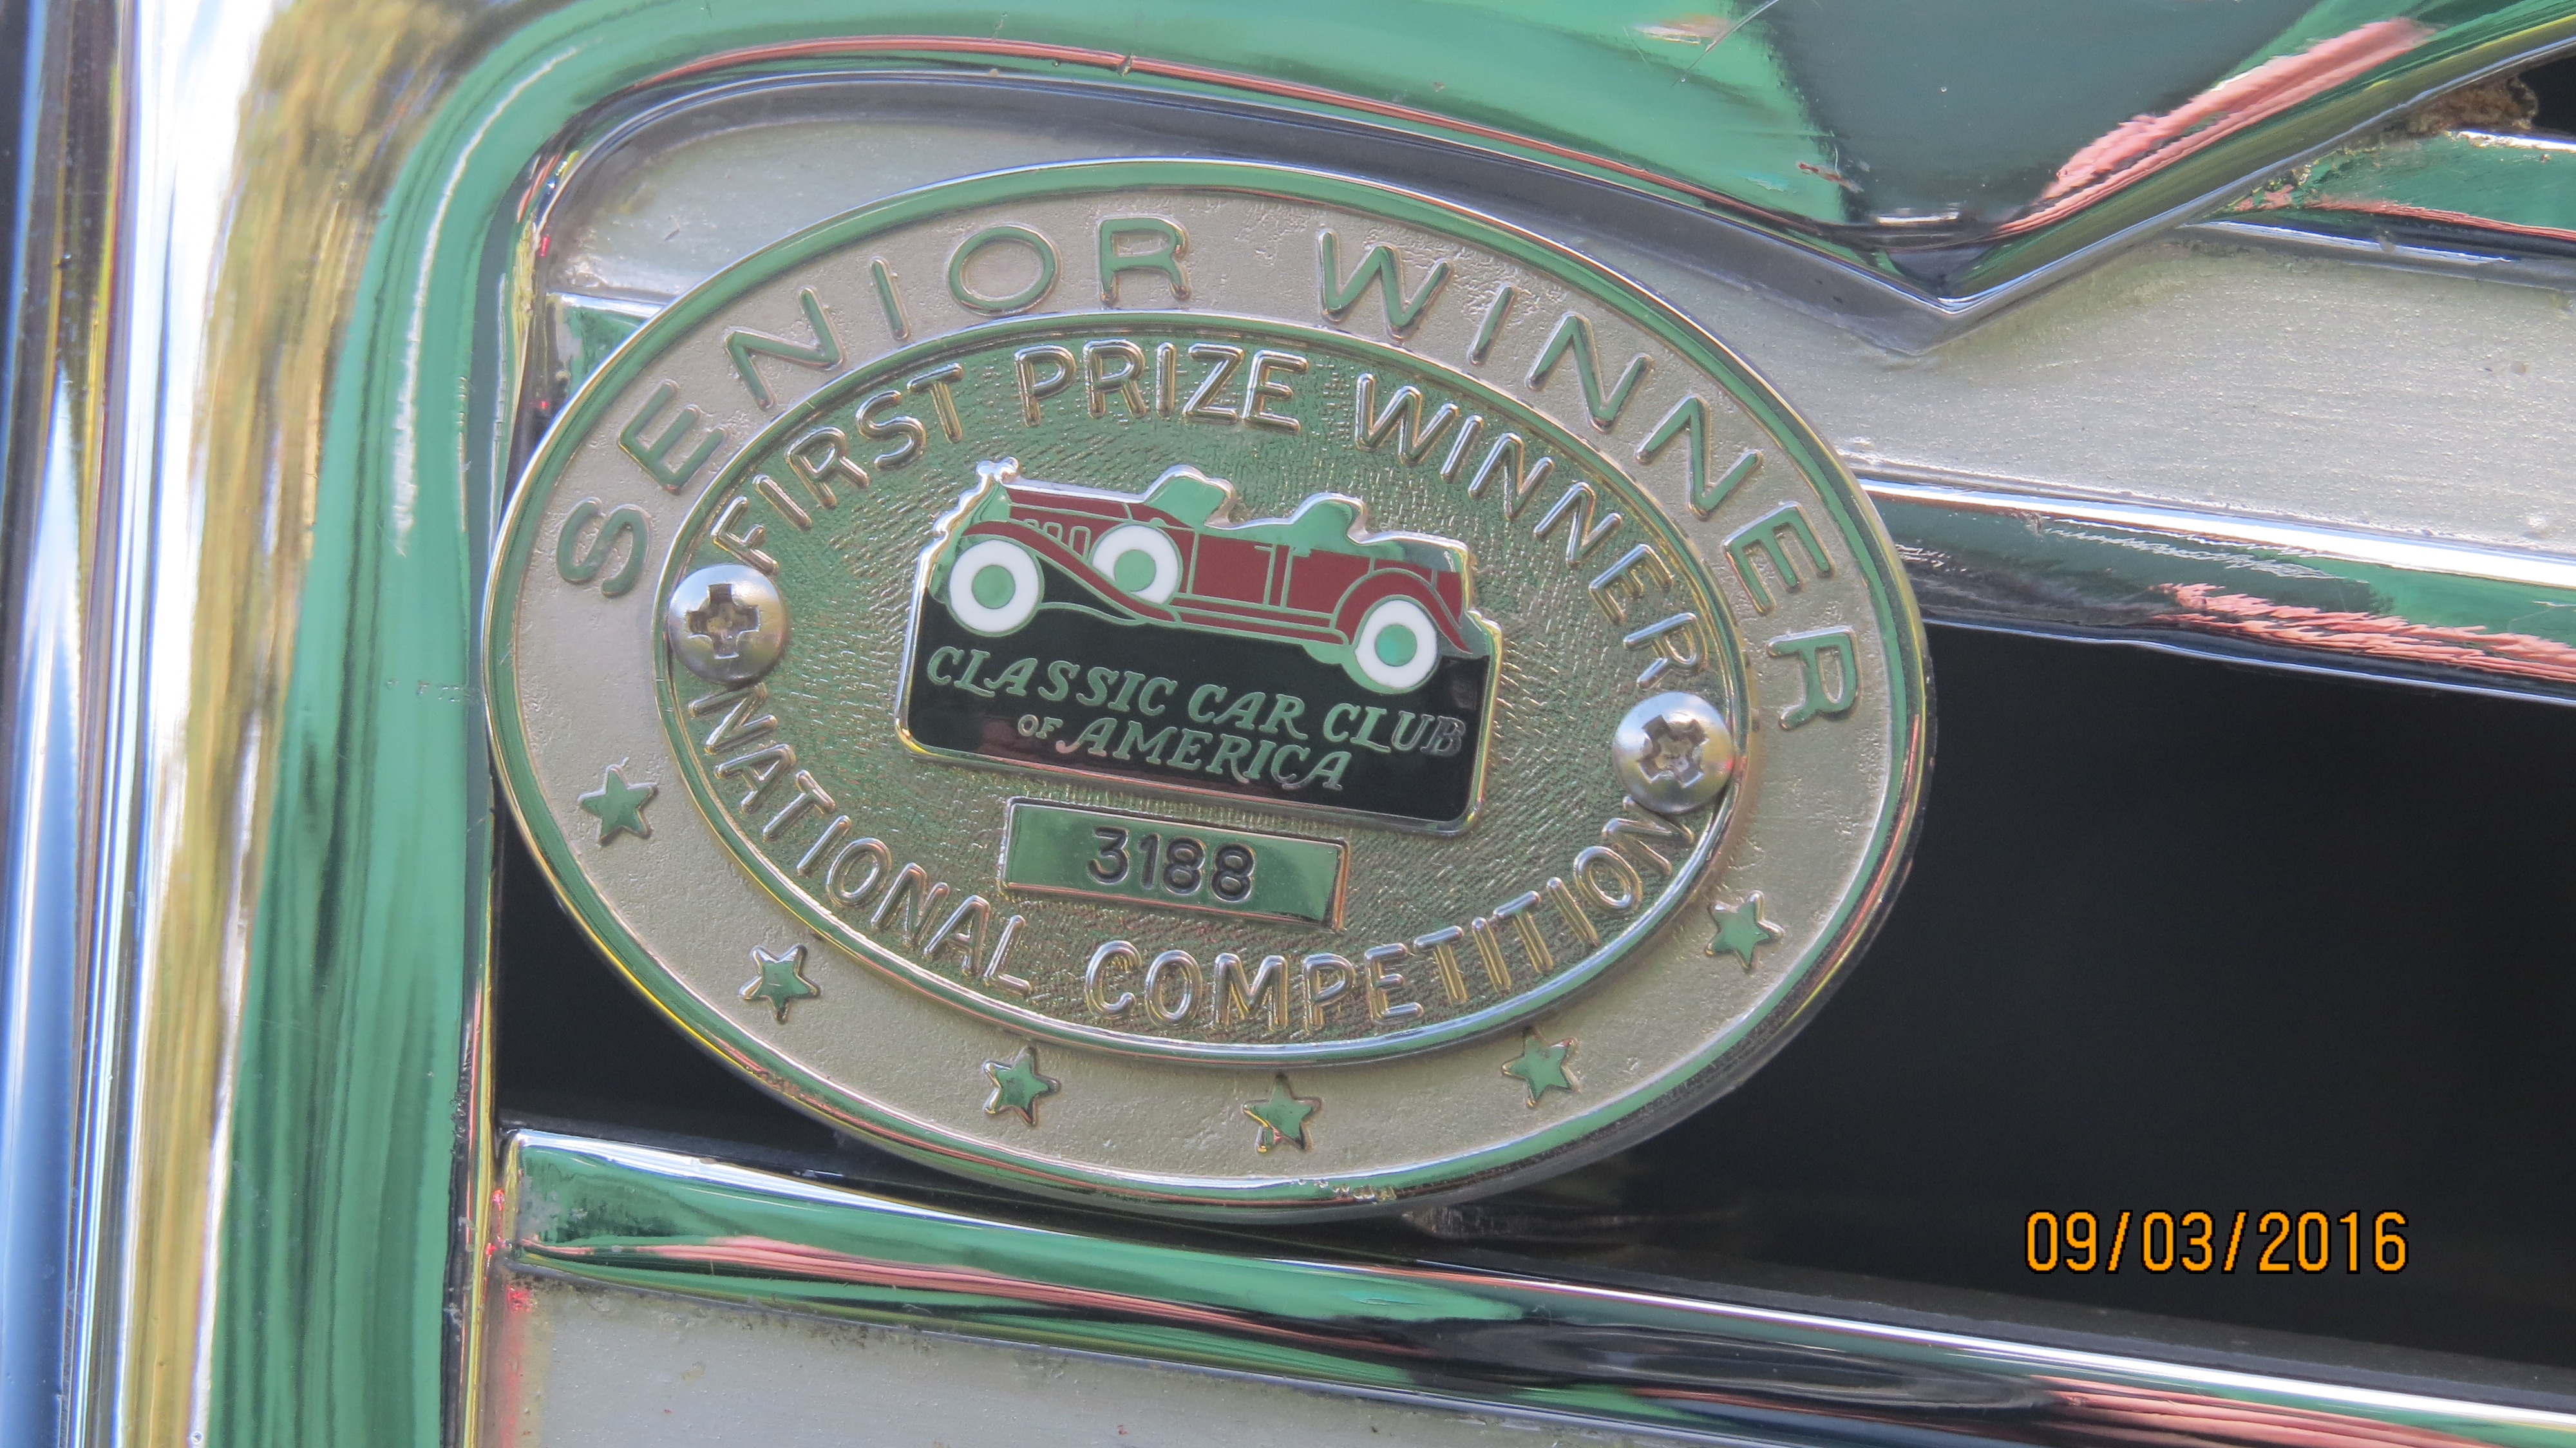 SENIOR WINNER
FIRST PRIZE WINNER
CLASSIC CAR CLUB
OF AMERICA
3188
NATIONAL COMPETITION
09/03/2016